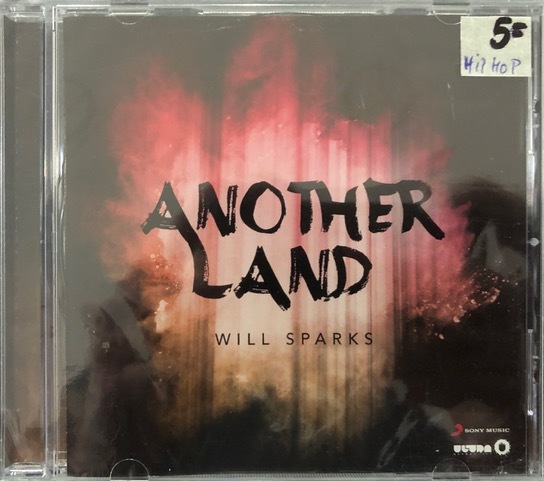 5=
HIP HOP
ANOTHER
LAND
WILL SPARKS
SONY MUSIC
ULTRA